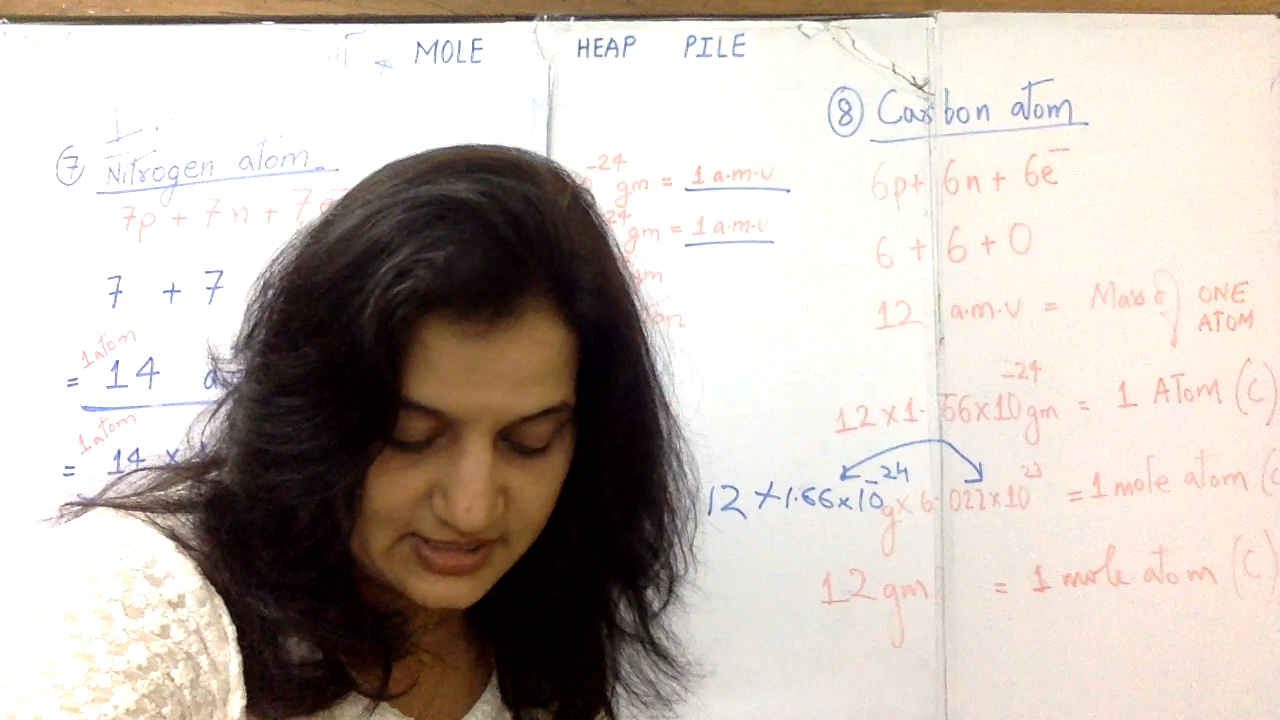 MOLE HEAP PILE
⑦ Nitrogen atom
7p + 7n + 7e
7 + 7
1 atom
= 14 a
1 atom
= 14 ×
-24
gm = 1 a.m.u
24
gm = 1 a.m.u
gm
⑧ Carbon atom
6p + 6n + 6e⁻
6 + 6 + 0
12 a.m.u = Mass of ONE ATOM
12 × 1.66 × 10⁻²⁴ gm = 1 ATOM (C)
12 × 1.66 × 10⁻²⁴ g × 6.022 × 10²³ = 1 mole atom (C
12 gm = 1 mole atom (C)